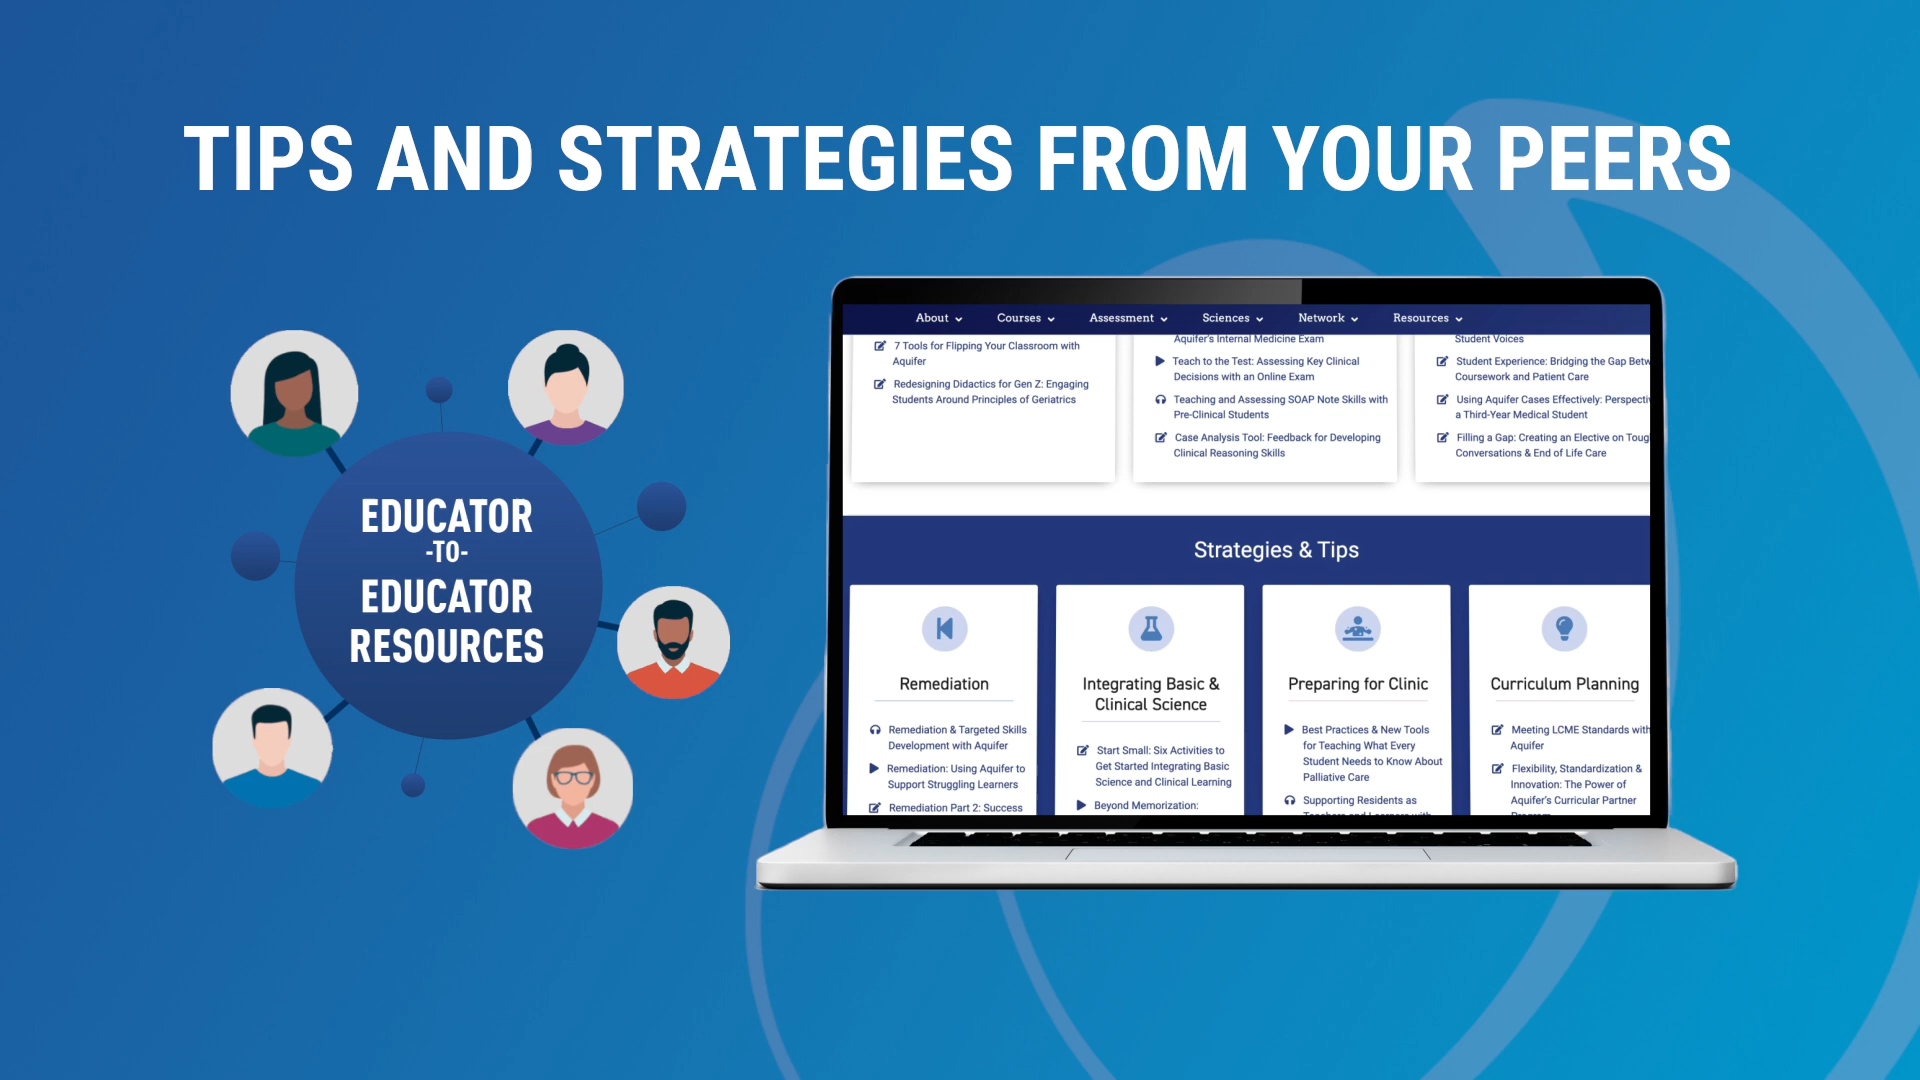 TIPS AND STRATEGIES FROM YOUR PEERS
EDUCATOR
-TO-
EDUCATOR
RESOURCES
About
Courses
Assessment
Sciences
Network
Resources
7 Tools for Flipping Your Classroom with
Aquifer
Redesigning Didactics for Gen Z: Engaging
Students Around Principles of Geriatrics
Aquifer's Internal Medicine Exam
Teach to the Test: Assessing Key Clinical
Decisions with an Online Exam
Teaching and Assessing SOAP Note Skills with
Pre-Clinical Students
Case Analysis Tool: Feedback for Developing
Clinical Reasoning Skills
Student Voices
Student Experience: Bridging the Gap Betw
Coursework and Patient Care
Using Aquifer Cases Effectively: Perspecti
a Third-Year Medical Student
Filling a Gap: Creating an Elective on Toug
Conversations & End of Life Care
Strategies & Tips
Remediation
Remediation & Targeted Skills
Development with Aquifer
Remediation: Using Aquifer to
Support Struggling Learners
Remediation Part 2: Success
Integrating Basic &
Clinical Science
Start Small: Six Activities to
Get Started Integrating Basic
Science and Clinical Learning
Beyond Memorization:
Preparing for Clinic
Best Practices & New Tools
for Teaching What Every
Student Needs to Know About
Palliative Care
Supporting Residents as
Curriculum Planning
Meeting LCME Standards with
Aquifer
Flexibility, Standardization &
Innovation: The Power of
Aquifer's Curricular Partner